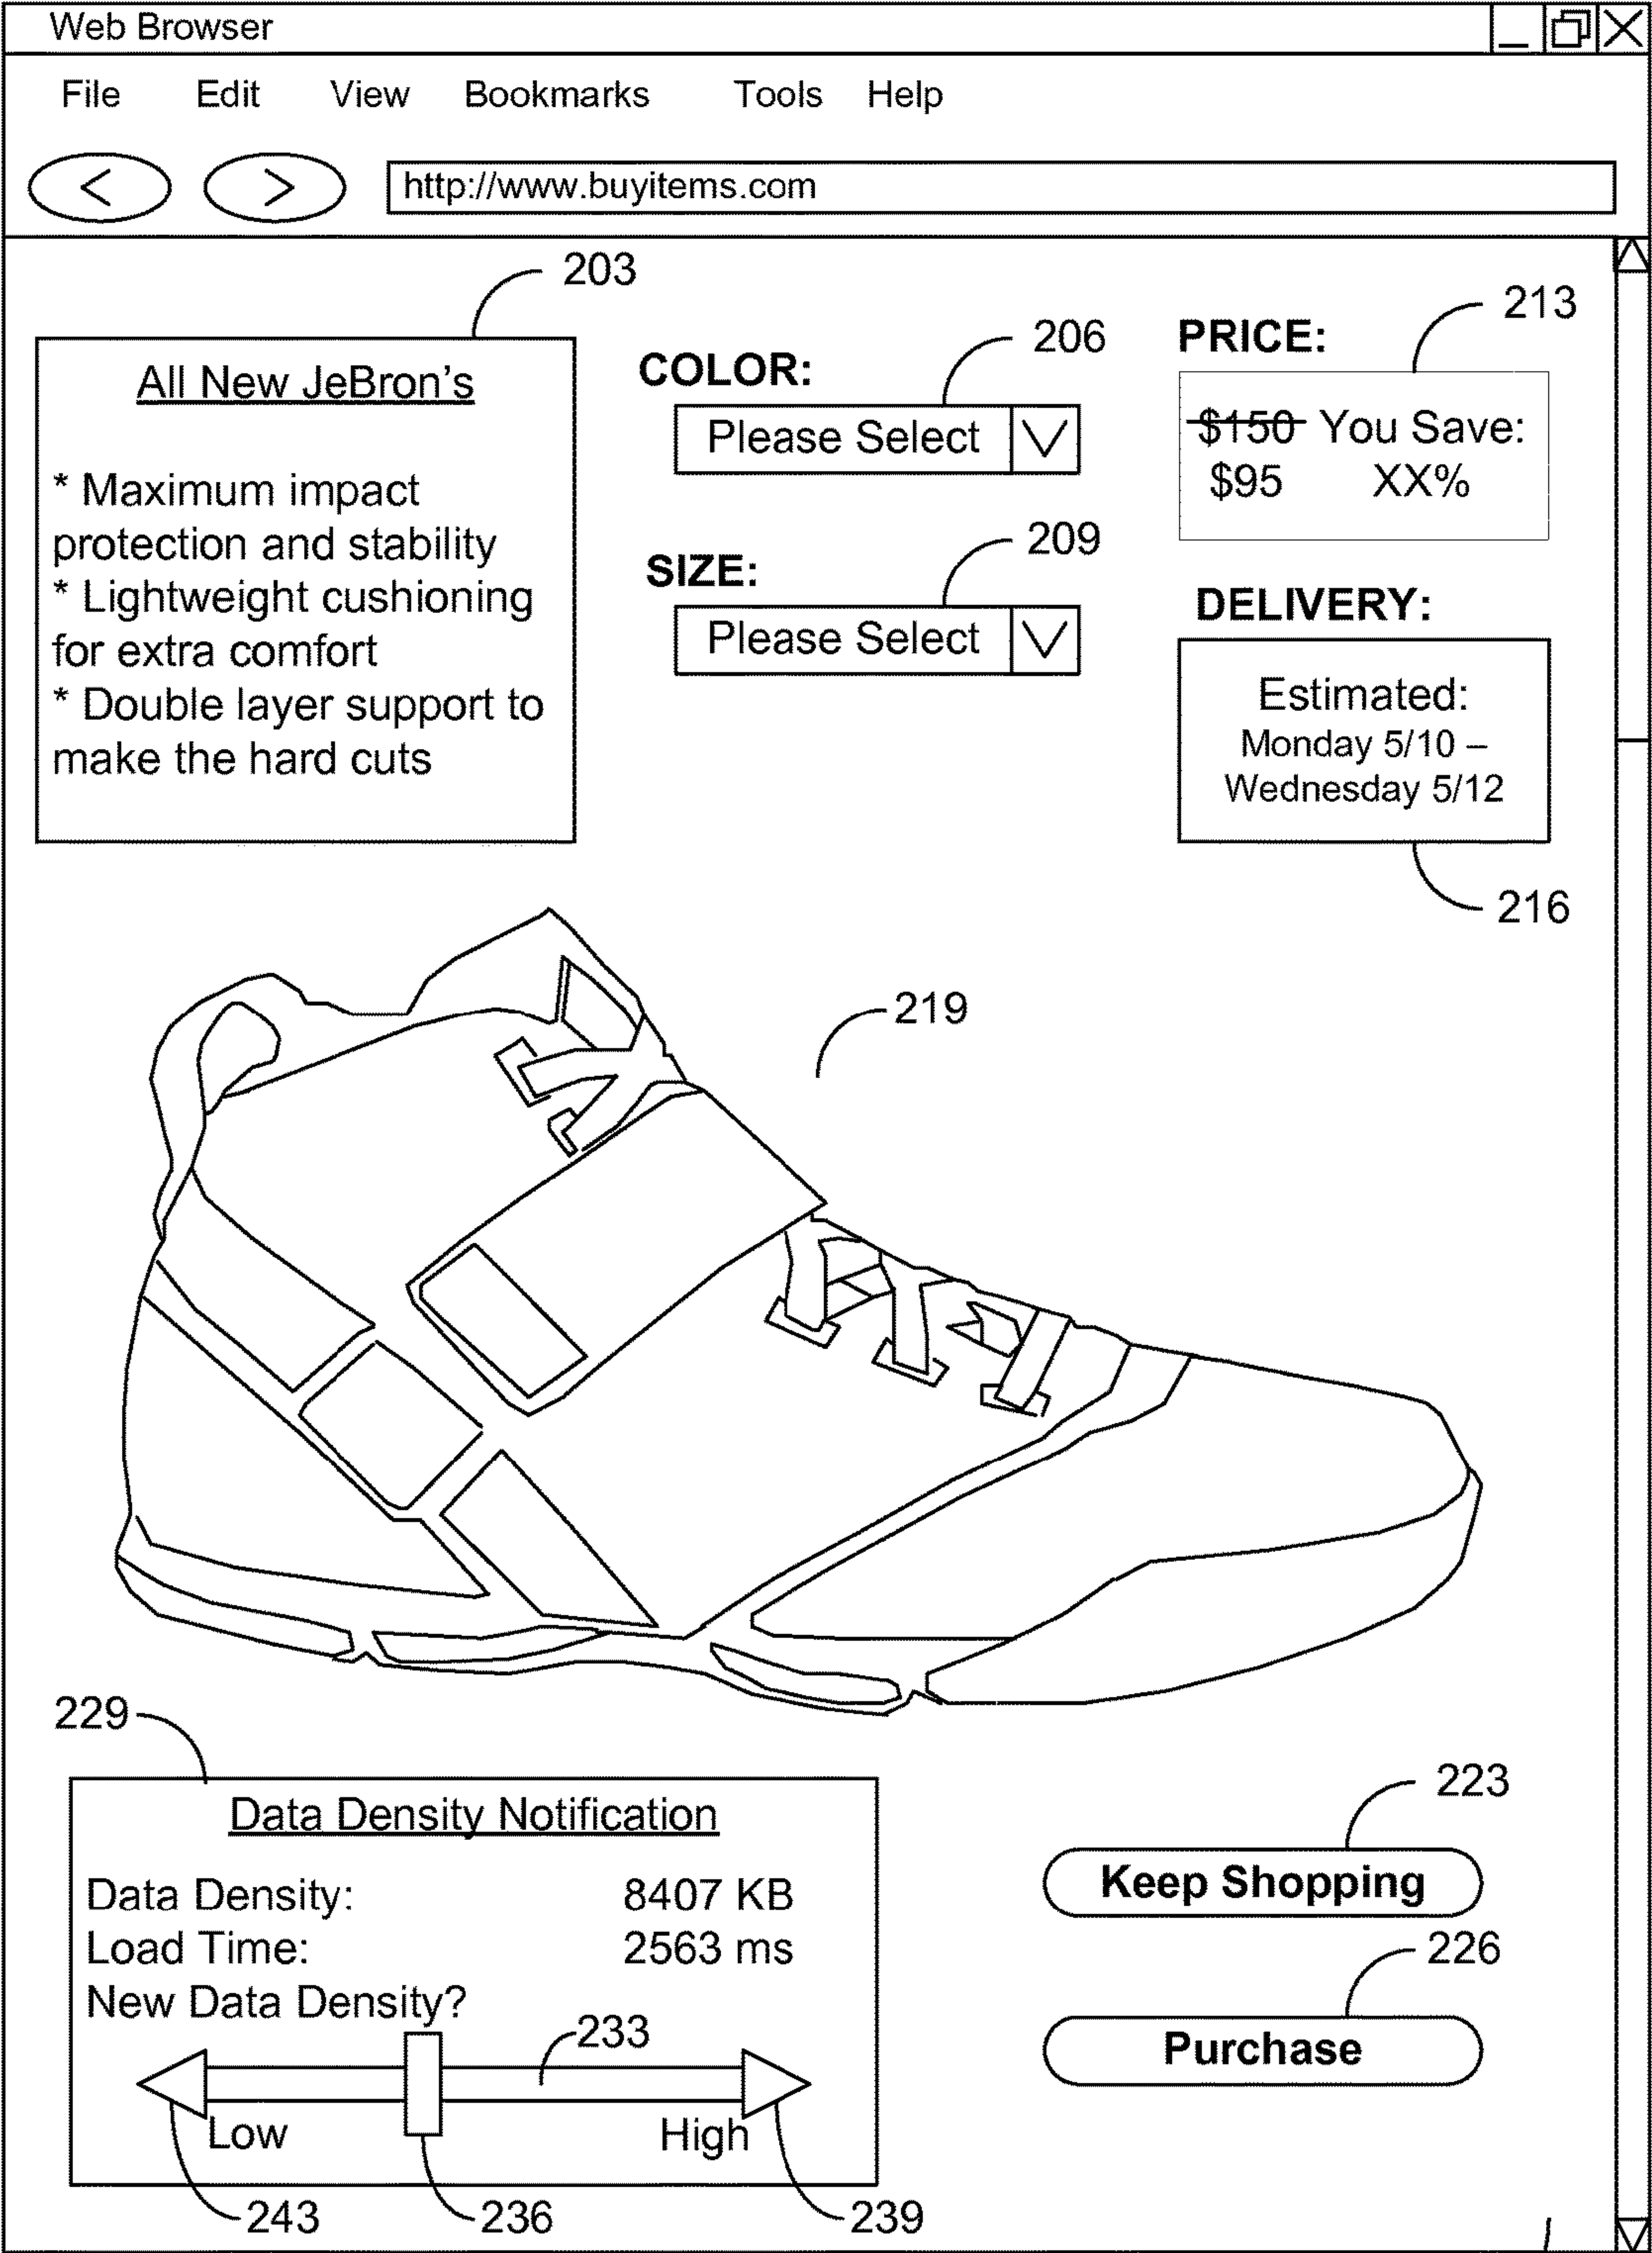 Web Browser
File Edit View Bookmarks Tools Help
< >
http://www.buyitems.com
203
All New JeBron's
* Maximum impact
protection and stability
* Lightweight cushioning
for extra comfort
* Double layer support to
make the hard cuts
COLOR:
206
Please Select
SIZE:
209
Please Select
PRICE:
213
$150 You Save:
$95 XX%
DELIVERY:
Estimated:
Monday 5/10 –
Wednesday 5/12
216
219
229
Data Density Notification
Data Density: 8407 KB
Load Time: 2563 ms
New Data Density?
233
Low High
243 236 239
223
Keep Shopping
226
Purchase